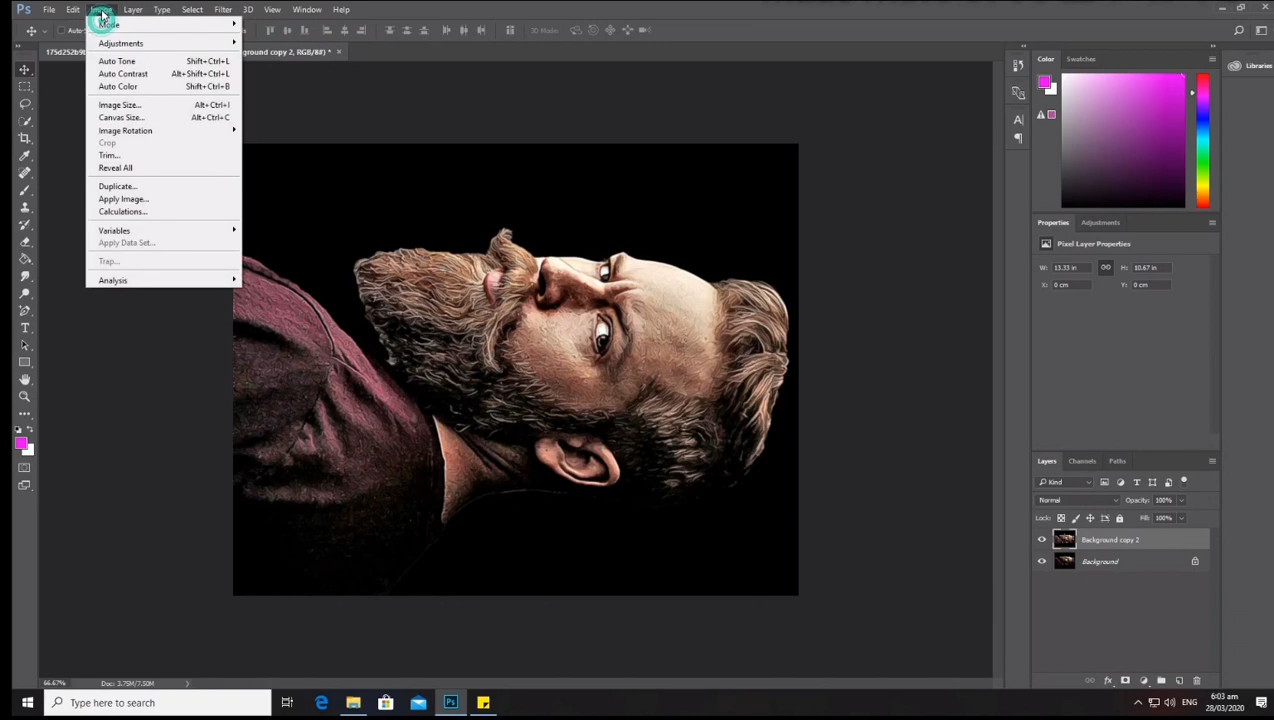 Ps File Edit Image Layer Type Select Filter 3D View Window Help
3D Mode:
175d252b9 ground copy 2, RGB/8#) * ×
Mode
Adjustments
Auto Tone Shift+Ctrl+L
Auto Contrast Alt+Shift+Ctrl+L
Auto Color Shift+Ctrl+B
Image Size... Alt+Ctrl+I
Canvas Size... Alt+Ctrl+C
Image Rotation
Crop
Trim...
Reveal All
Duplicate...
Apply Image...
Calculations...
Variables
Apply Data Set...
Trap...
Analysis
Color Swatches
Libraries
Properties Adjustments
Pixel Layer Properties
W: 13.33 in H: 10.67 in
X: 0 cm Y: 0 cm
Layers Channels Paths
Kind
Normal Opacity: 100%
Lock: Fill: 100%
Background copy 2
Background
66.67% Doc: 3.75M/7.50M
Type here to search
Ps
ENG
6:03 am
28/03/2020